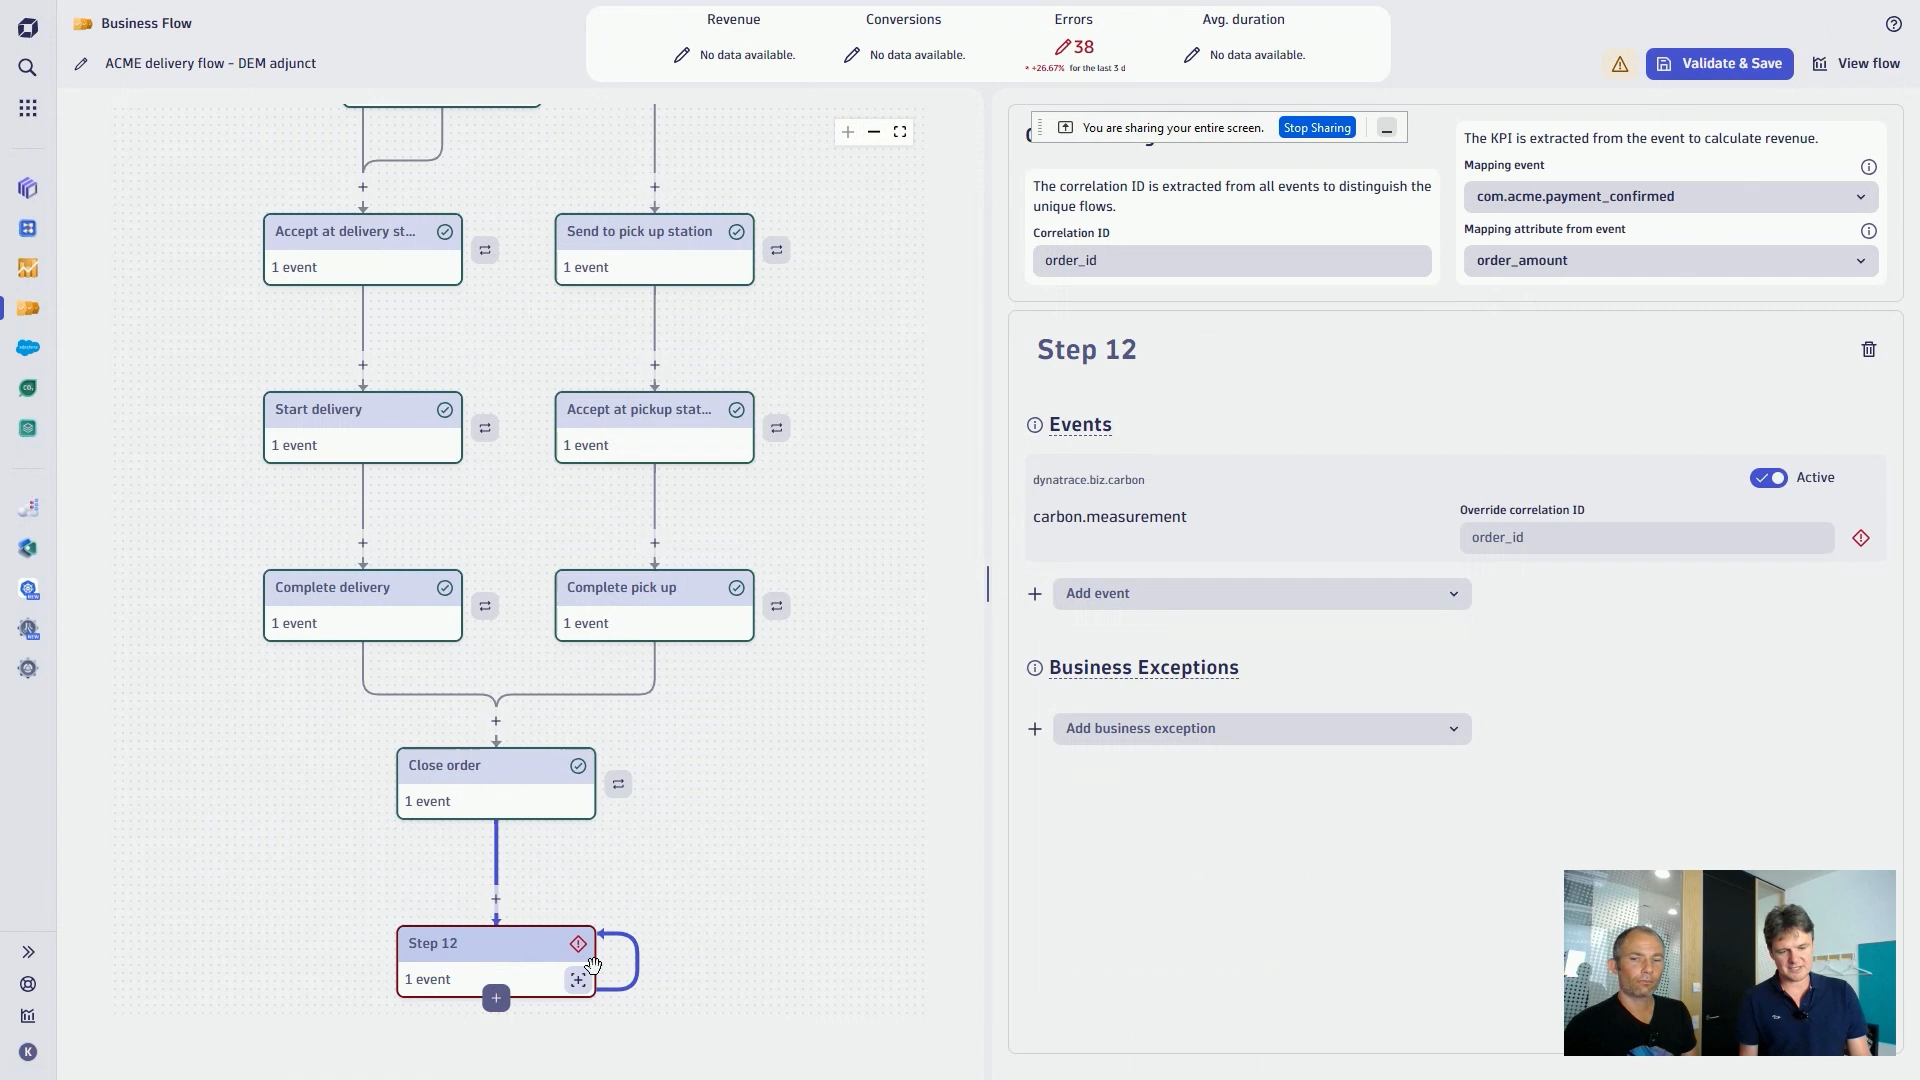 Business Flow
ACME delivery flow - DEM adjunct
Revenue
No data available.
Conversions
No data available.
Errors
38
+26.67% for the last 3 d
Avg. duration
No data available.
Validate & Save
View flow
You are sharing your entire screen.
Stop Sharing
The correlation ID is extracted from all events to distinguish the
unique flows.
Correlation ID
order_id
The KPI is extracted from the event to calculate revenue.
Mapping event
com.acme.payment_confirmed
Mapping attribute from event
order_amount
Accept at delivery st...
1 event
Send to pick up station
1 event
Start delivery
1 event
Accept at pickup stat...
1 event
Complete delivery
1 event
Complete pick up
1 event
Close order
1 event
Step 12
1 event
Step 12
Events
dynatrace.biz.carbon
Active
carbon.measurement
Override correlation ID
order_id
Add event
Business Exceptions
Add business exception
NEW
NEW
K